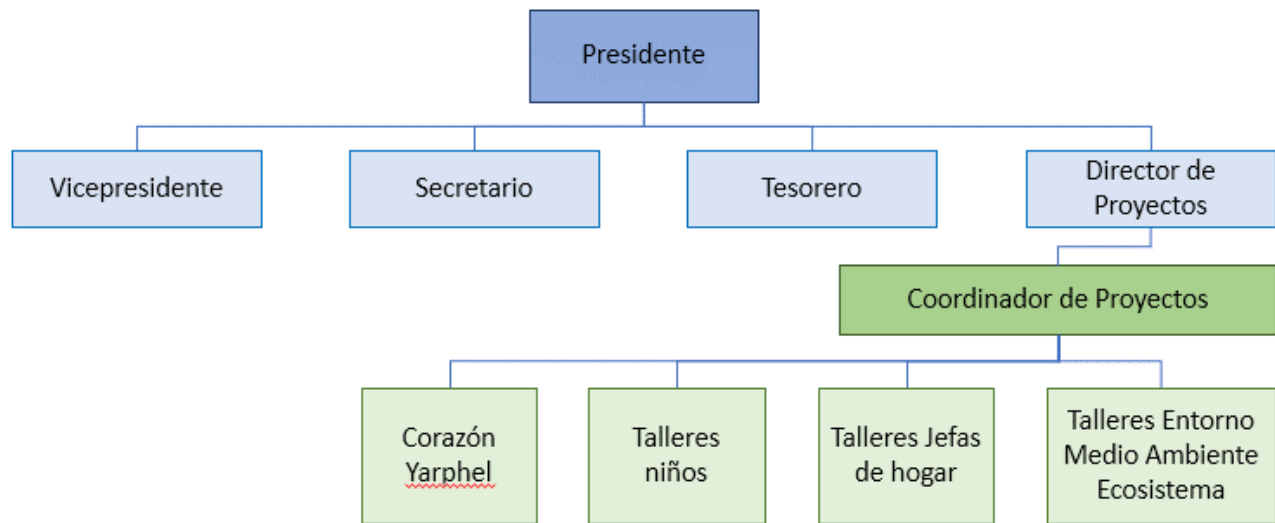 Presidente
Vicepresidente
Secretario
Tesorero
Director de
Proyectos
Coordinador de Proyectos
Corazón
Yarphel
Talleres
niños
Talleres Jefas
de hogar
Talleres Entorno
Medio Ambiente
Ecosistema